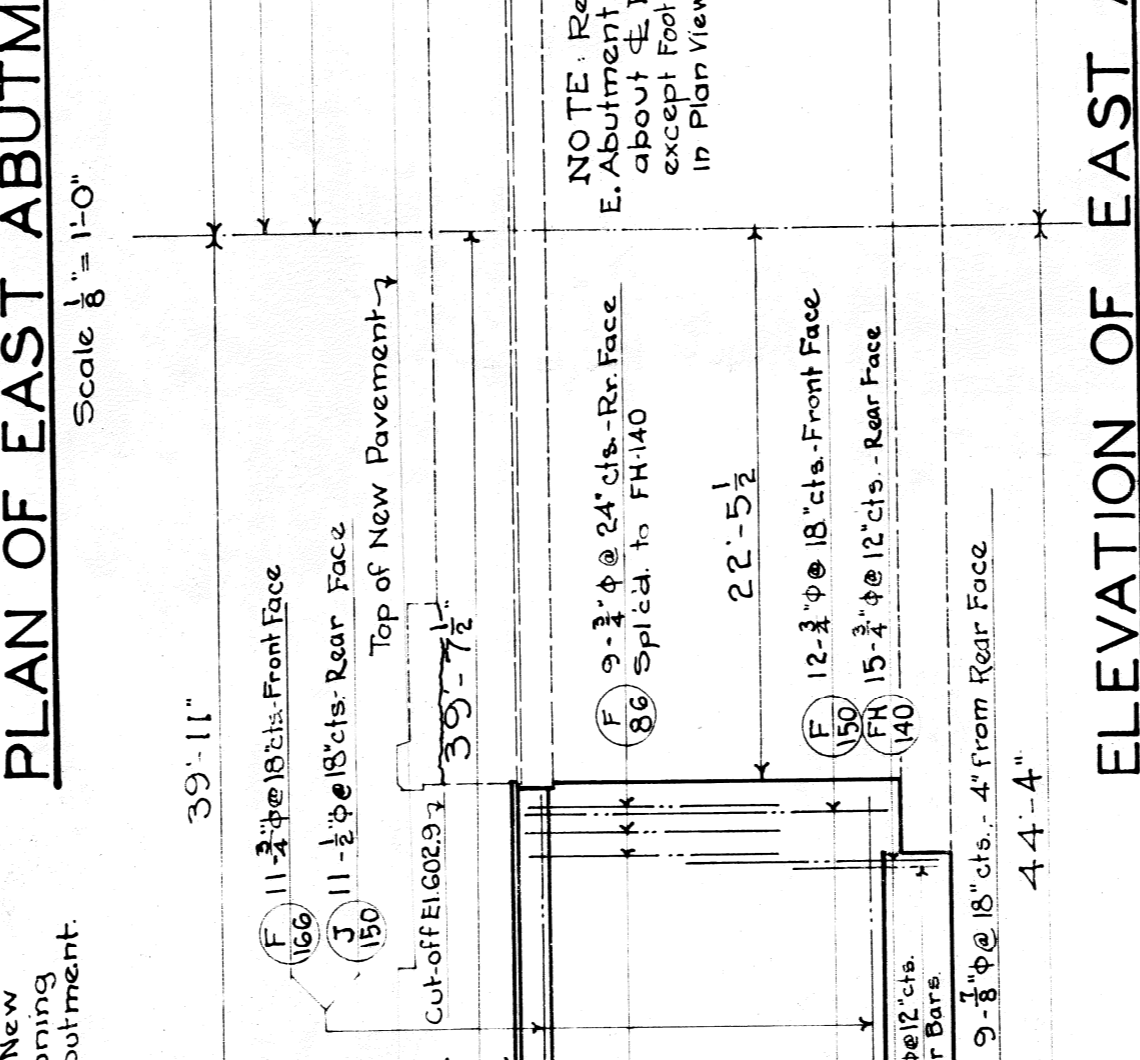 PLAN OF EAST ABUTM
Scale 1/8" = 1'-0"
New
ning
outment.
39'-11"
F 166 11-3/4"ϕ@18"cts.-Front Face
J 150 11-1/2"ϕ@18"cts.-Rear Face
Top of New Pavement
Cut-off El.602.9
39'-7 1/2"
NOTE: Re
E. Abutment
about ℄
except Foot
in Plan View
F 86 9-3/4"ϕ@24"cts.-Rr. Face
Splcd. to FH-140
22'-5 1/2
F 150 12-3/4"ϕ@18"cts.-Front Face
FH 140 15-3/4"ϕ@12"cts.-Rear Face
ϕ@12"cts.
r Bars.
9-7/8"ϕ@18"cts.-4"from Rear Face
44'-4"
ELEVATION OF EAST A